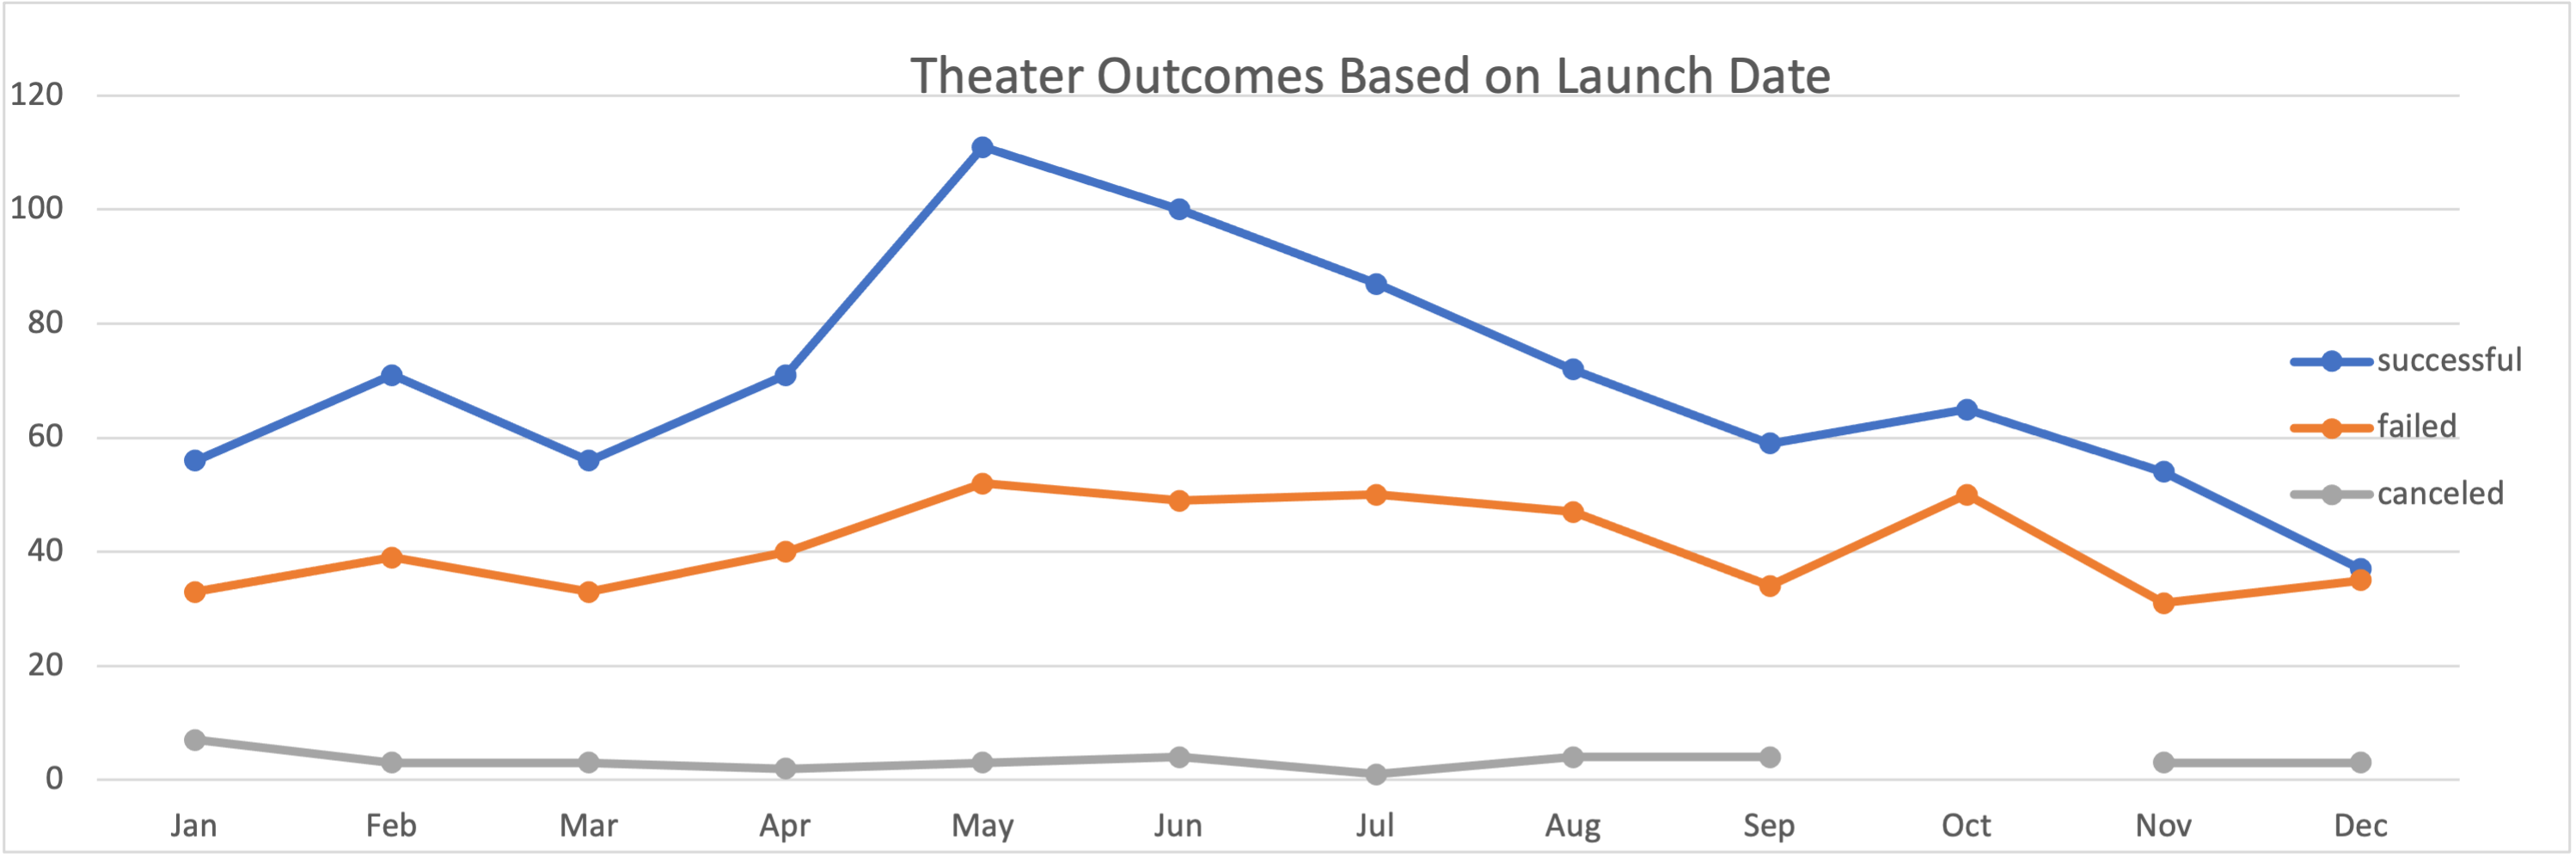 Theater Outcomes Based on Launch Date
120
100
80
60
40
20
0
successful
failed
canceled
Jan Feb Mar Apr May Jun Jul Aug Sep Oct Nov Dec